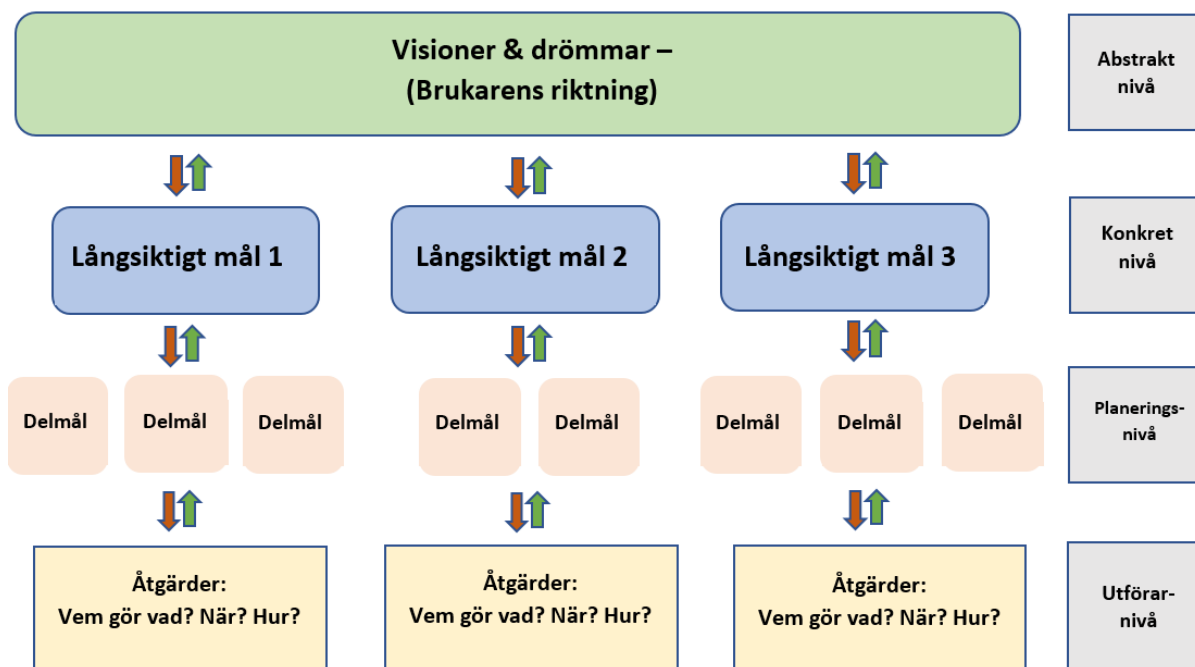 Visioner & drömmar –
(Brukarens riktning)
Abstrakt
nivå
Långsiktigt mål 1
Långsiktigt mål 2
Långsiktigt mål 3
Konkret
nivå
Delmål
Delmål
Delmål
Delmål
Delmål
Delmål
Delmål
Delmål
Planerings-
nivå
Åtgärder:
Vem gör vad? När? Hur?
Åtgärder:
Vem gör vad? När? Hur?
Åtgärder:
Vem gör vad? När? Hur?
Utförar-
nivå